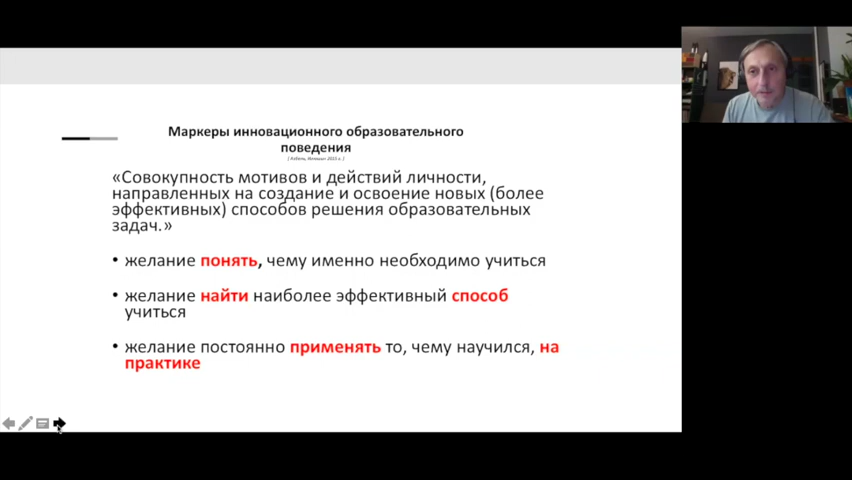 Маркеры инновационного образовательного
поведения
«Совокупность мотивов и действий личности,
направленных на создание и освоение новых (более
эффективных) способов решения образовательных
задач.»
• желание понять, чему именно необходимо учиться
• желание найти наиболее эффективный способ
учиться
• желание постоянно применять то, чему научился, на
практике